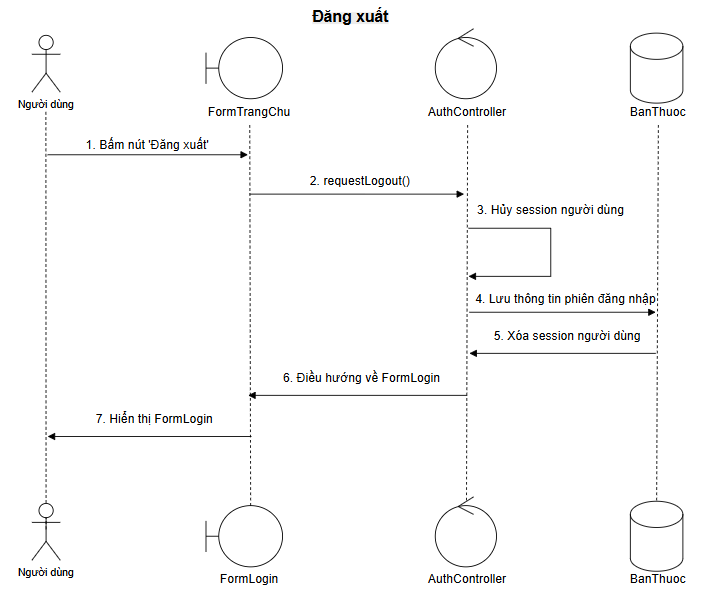 Đăng xuất
Người dùng
FormTrangChu
AuthController
BanThuoc
1. Bấm nút 'Đăng xuất'
2. requestLogout()
3. Hủy session người dùng
4. Lưu thông tin phiên đăng nhập
5. Xóa session người dùng
6. Điều hướng về FormLogin
7. Hiển thị FormLogin
Người dùng
FormLogin
AuthController
BanThuoc